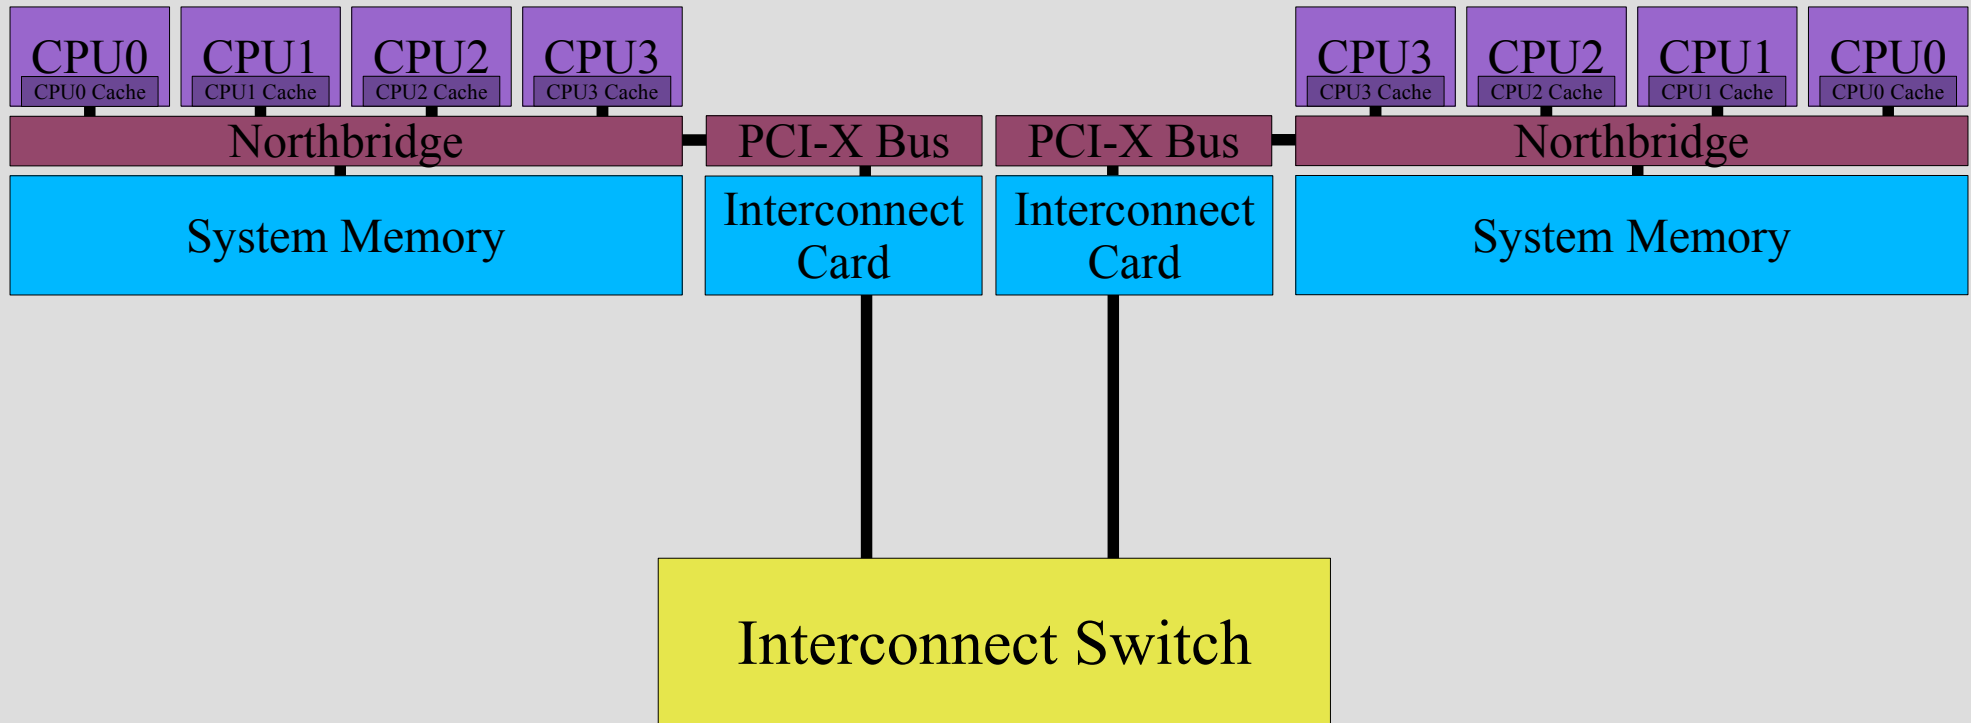 CPU0 CPU1 CPU2 CPU3 CPU3 CPU2 CPU1 CPU0
CPU0 Cache CPU1 Cache CPU2 Cache CPU3 Cache CPU3 Cache CPU2 Cache CPU1 Cache CPU0 Cache
Northbridge PCI-X Bus PCI-X Bus Northbridge
System Memory
Interconnect
Card
Interconnect
Card
System Memory
Interconnect Switch